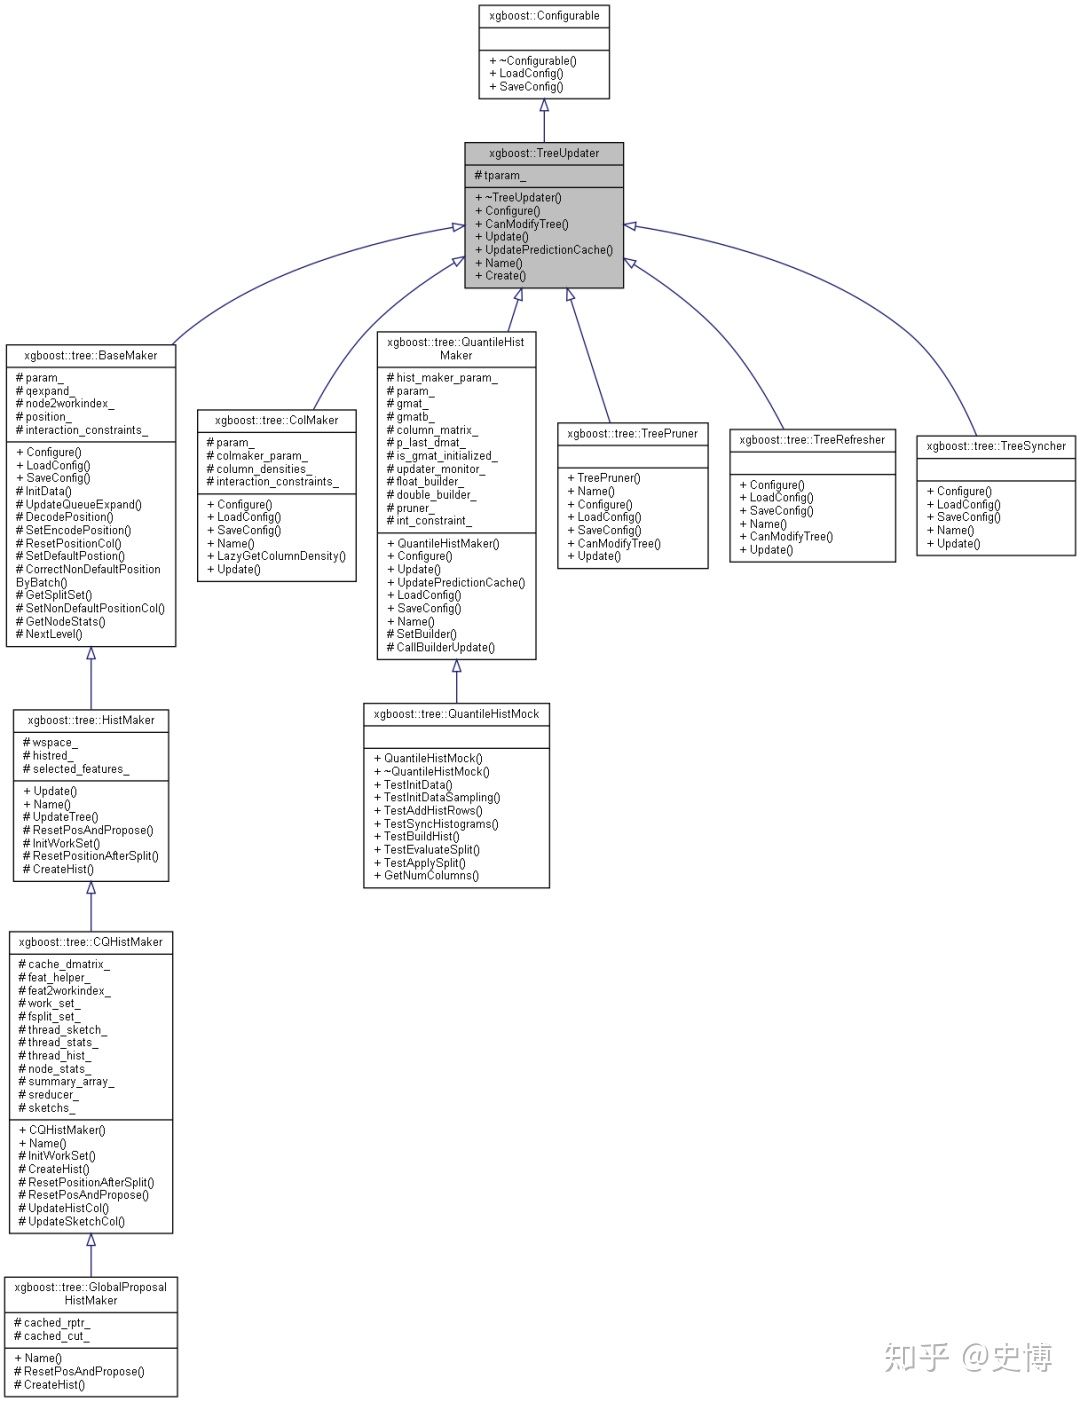 xgboost::Configurable
+ ~Configurable()
+ LoadConfig()
+ SaveConfig()
xgboost::TreeUpdater
# tparam_
+ ~TreeUpdater()
+ Configure()
+ CanModifyTree()
+ Update()
+ UpdatePredictionCache()
+ Name()
+ Create()
xgboost::tree::BaseMaker
# param_
# qexpand_
# node2workindex_
# position_
# interaction_constraints_
+ Configure()
+ LoadConfig()
+ SaveConfig()
# InitData()
# UpdateQueueExpand()
# DecodePosition()
# SetEncodePosition()
# ResetPositionCol()
# SetDefaultPostion()
# CorrectNonDefaultPosition
ByBatch()
# GetSplitSet()
# SetNonDefaultPositionCol()
# GetNodeStats()
# NextLevel()
xgboost::tree::ColMaker
# param_
# colmaker_param_
# column_densities_
# interaction_constraints_
+ Configure()
+ LoadConfig()
+ SaveConfig()
+ Name()
+ LazyGetColumnDensity()
+ Update()
xgboost::tree::QuantileHist
Maker
# hist_maker_param_
# param_
# gmat_
# gmatb_
# column_matrix_
# p_last_dmat_
# is_gmat_initialized_
# updater_monitor_
# float_builder_
# double_builder_
# pruner_
# int_constraint_
+ QuantileHistMaker()
+ Configure()
+ Update()
+ UpdatePredictionCache()
+ LoadConfig()
+ SaveConfig()
+ Name()
# SetBuilder()
# CallBuilderUpdate()
xgboost::tree::TreePruner
+ TreePruner()
+ Name()
+ Configure()
+ LoadConfig()
+ SaveConfig()
+ CanModifyTree()
+ Update()
xgboost::tree::TreeRefresher
+ Configure()
+ LoadConfig()
+ SaveConfig()
+ Name()
+ CanModifyTree()
+ Update()
xgboost::tree::TreeSyncher
+ Configure()
+ LoadConfig()
+ SaveConfig()
+ Name()
+ Update()
xgboost::tree::HistMaker
# wspace_
# histred_
# selected_features_
+ Update()
+ Name()
# UpdateTree()
# ResetPosAndPropose()
# InitWorkSet()
# ResetPositionAfterSplit()
# CreateHist()
xgboost::tree::QuantileHistMock
+ QuantileHistMock()
+ ~QuantileHistMock()
+ TestInitData()
+ TestInitDataSampling()
+ TestAddHistRows()
+ TestSyncHistograms()
+ TestBuildHist()
+ TestEvaluateSplit()
+ TestApplySplit()
+ GetNumColumns()
xgboost::tree::CQHistMaker
# cache_dmatrix_
# feat_helper_
# feat2workindex_
# work_set_
# fsplit_set_
# thread_sketch_
# thread_stats_
# thread_hist_
# node_stats_
# summary_array_
# sreducer_
# sketchs_
+ CQHistMaker()
+ Name()
# InitWorkSet()
# CreateHist()
# ResetPositionAfterSplit()
# ResetPosAndPropose()
# UpdateHistCol()
# UpdateSketchCol()
xgboost::tree::GlobalProposal
HistMaker
# cached_rptr_
# cached_cut_
+ Name()
# ResetPosAndPropose()
# CreateHist()
知乎 @史博